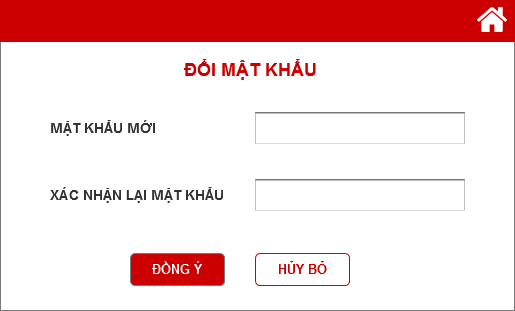 ĐỔI MẬT KHẨU
MẬT KHẨU MỚI
XÁC NHẬN LẠI MẬT KHẨU
ĐỒNG Ý HỦY BỎ